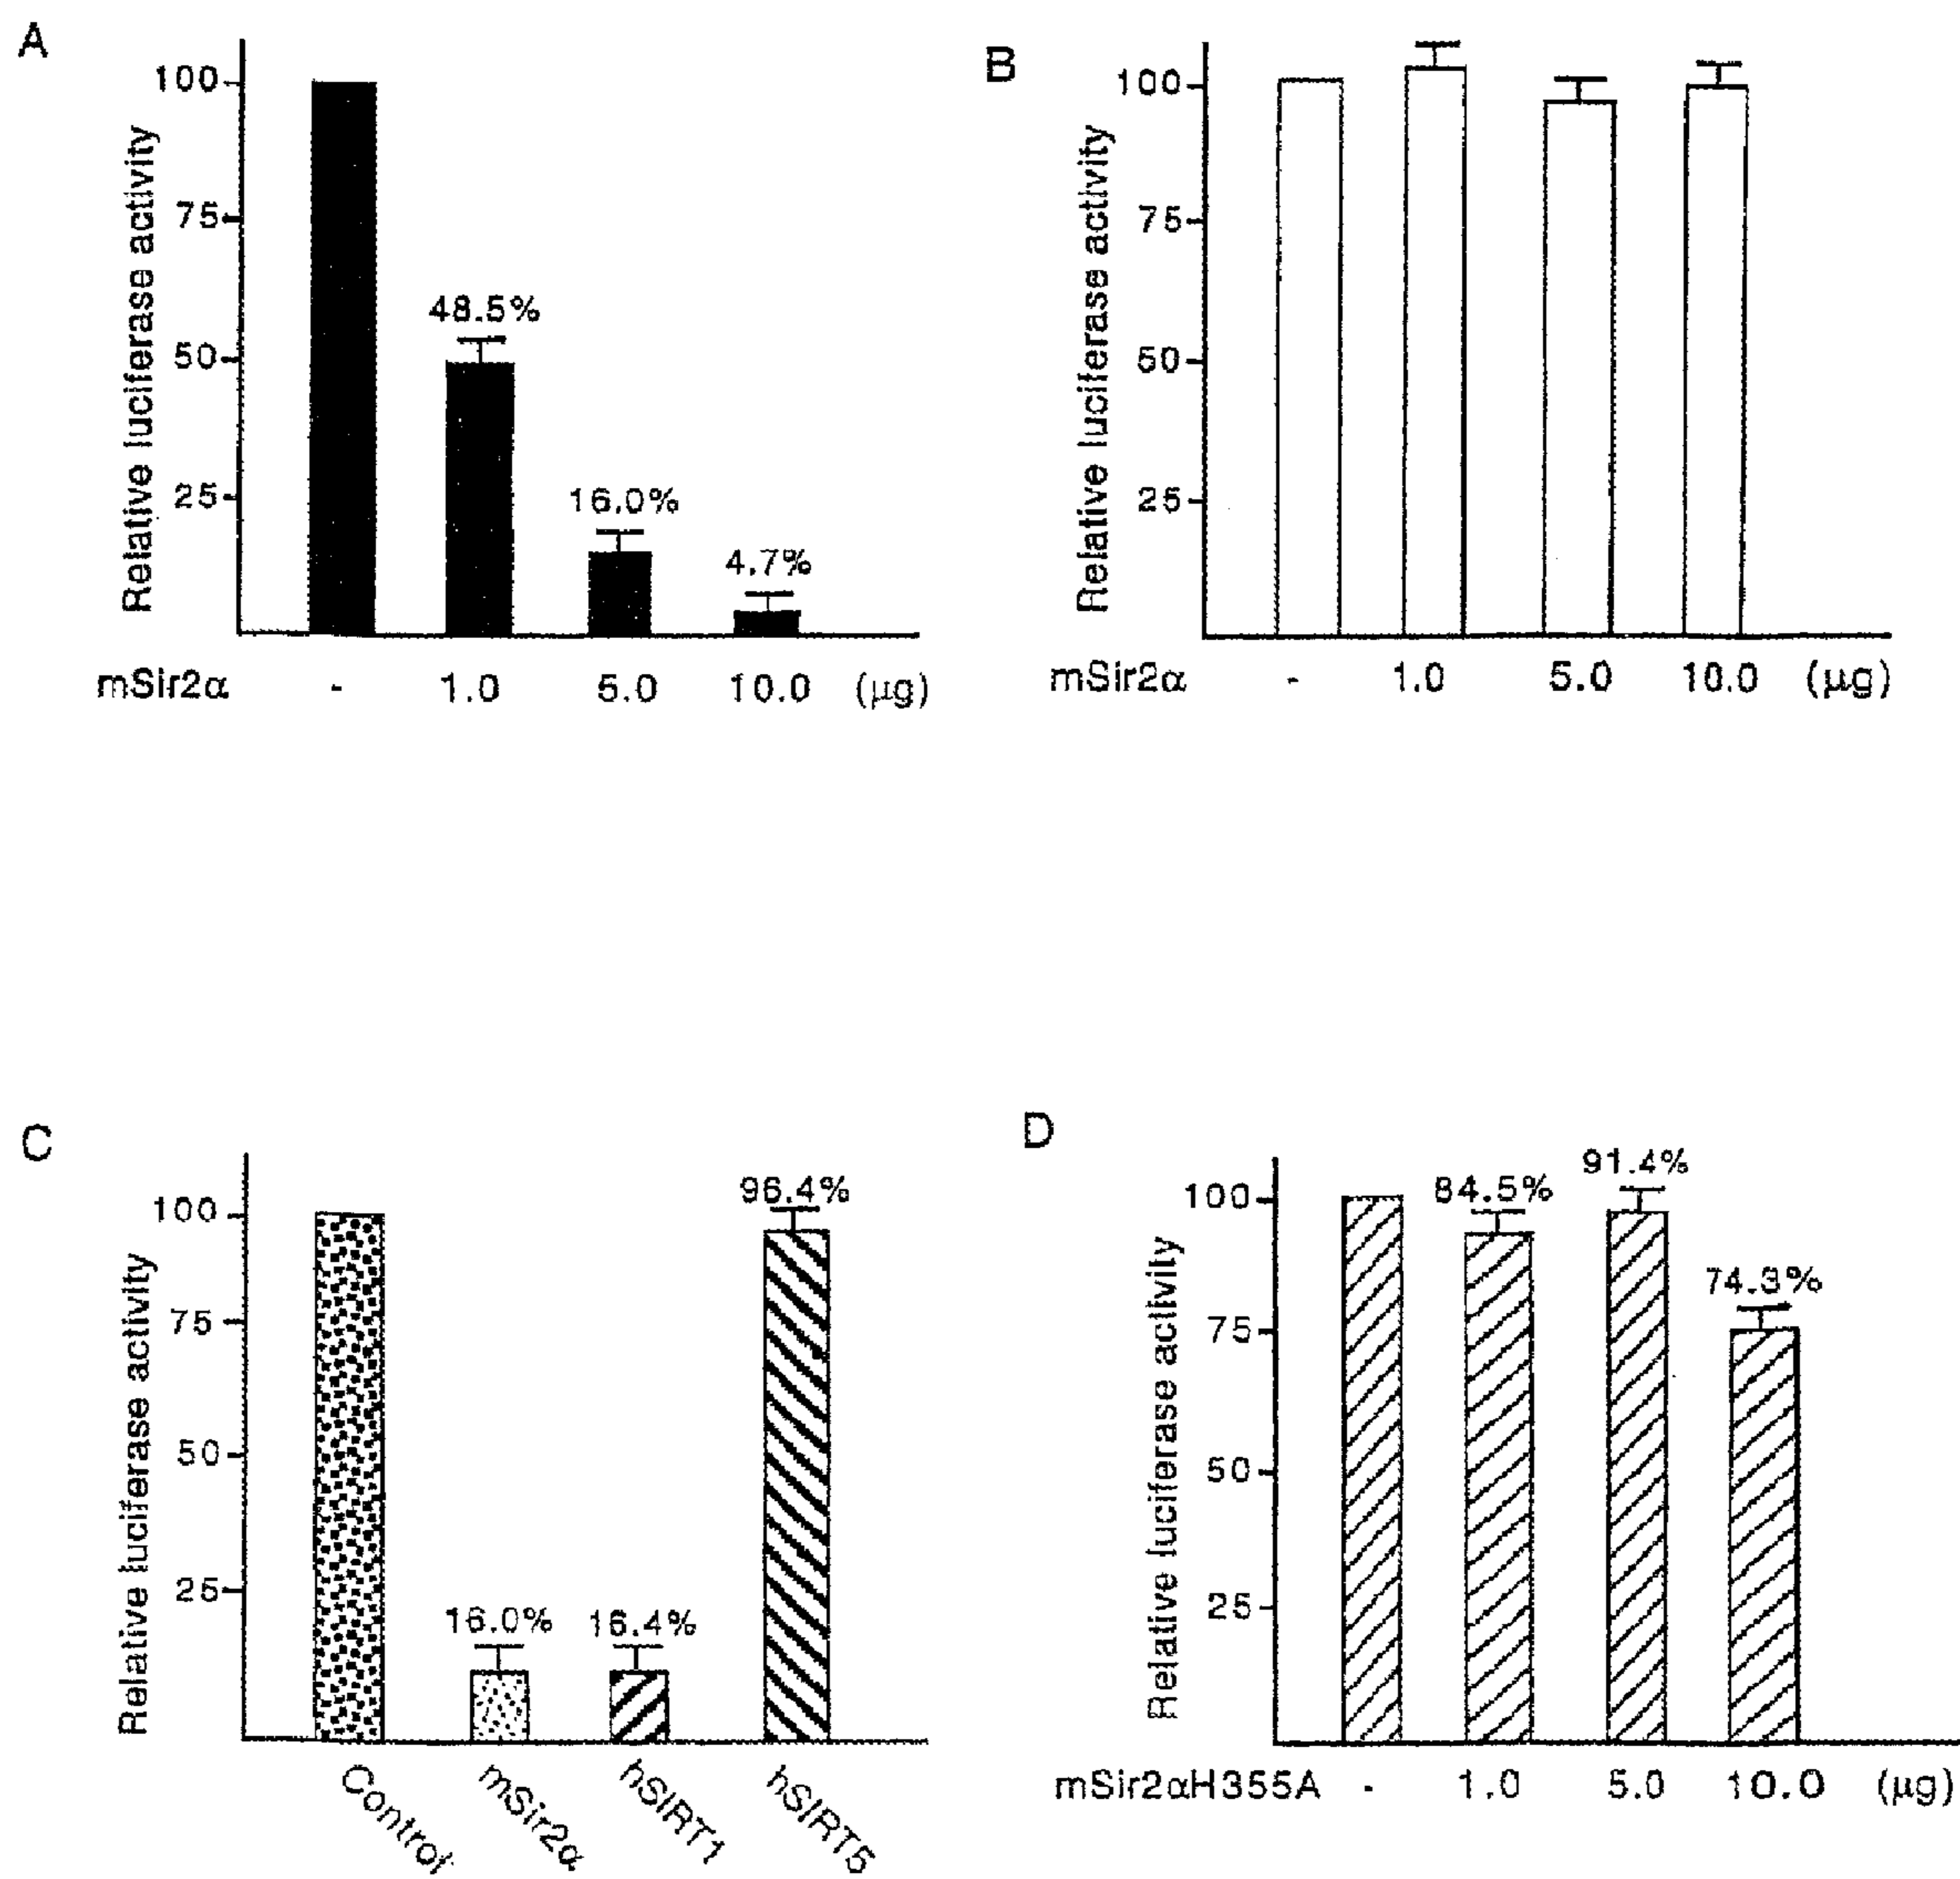 A
Relative luciferase activity
100
75
50
25
48.5%
16.0%
4.7%
mSir2α - 1.0 5.0 10.0 (μg)
B
Relative luciferase activity
100
75
50
25
mSir2α - 1.0 5.0 10.0 (μg)
C
Relative luciferase activity
100
75
50
25
16.0%
16.4%
96.4%
Control
mSir2α
hSIRT1
hSIRT5
D
Relative luciferase activity
100
75
50
25
84.5%
91.4%
74.3%
mSir2αH355A - 1.0 5.0 10.0 (μg)